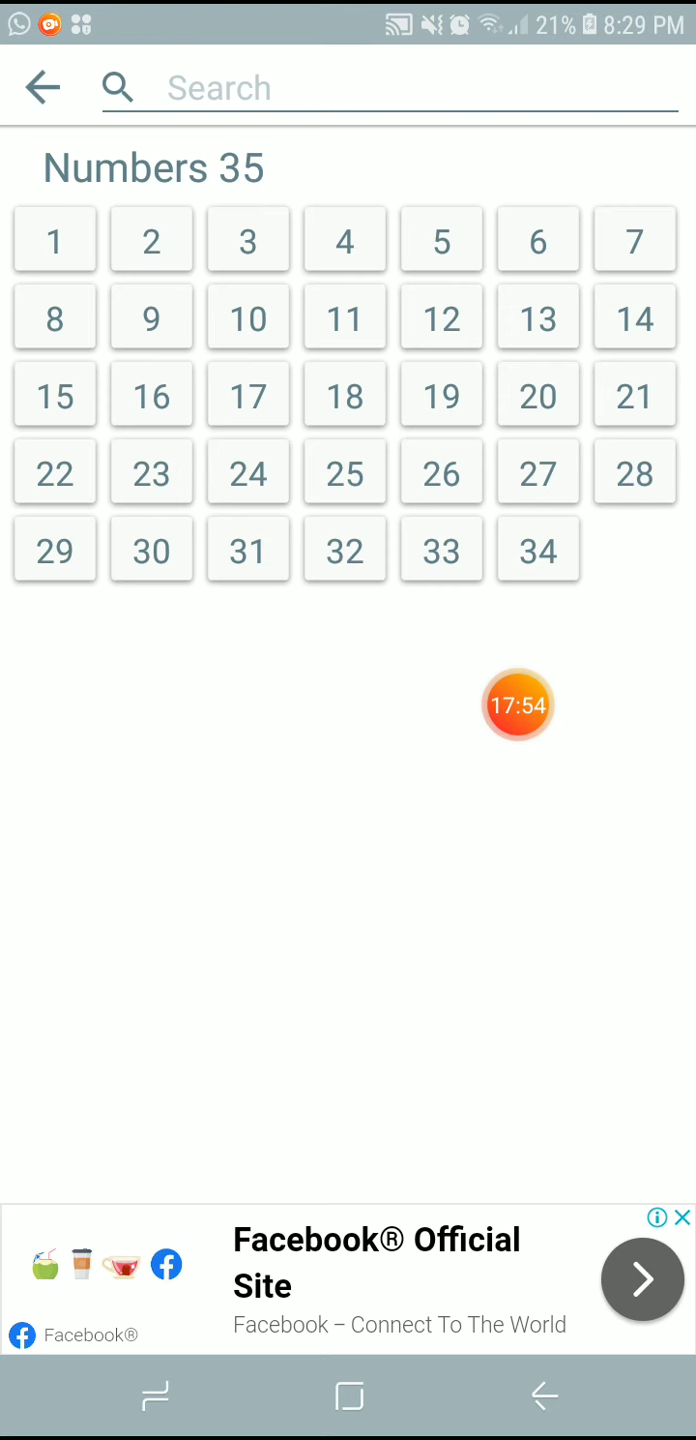 21% 8:29 PM
Search
Numbers 35
1 2 3 4 5 6 7
8 9 10 11 12 13 14
15 16 17 18 19 20 21
22 23 24 25 26 27 28
29 30 31 32 33 34
17:54
Facebook® Official
Site
Facebook – Connect To The World
Facebook®